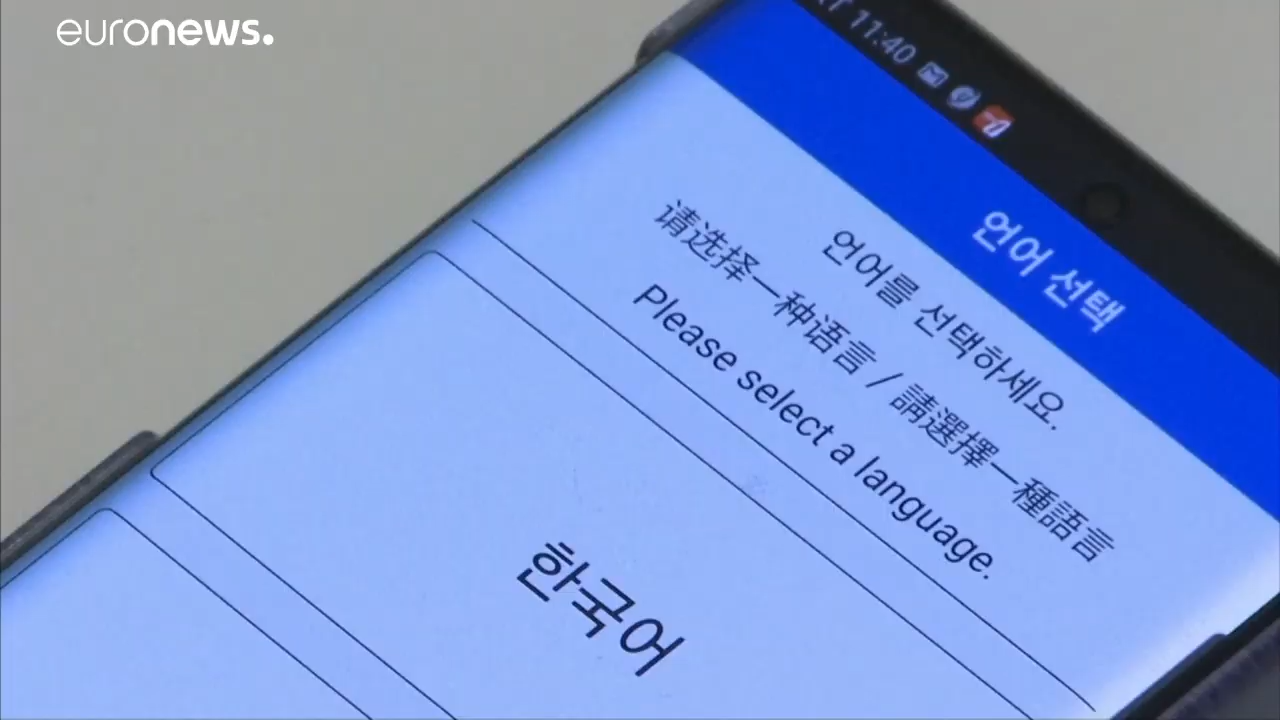 euronews.
11:40
언어 선택
언어를 선택하세요.
请选择一种语言 / 請選擇一種語言
Please select a language.
한국어